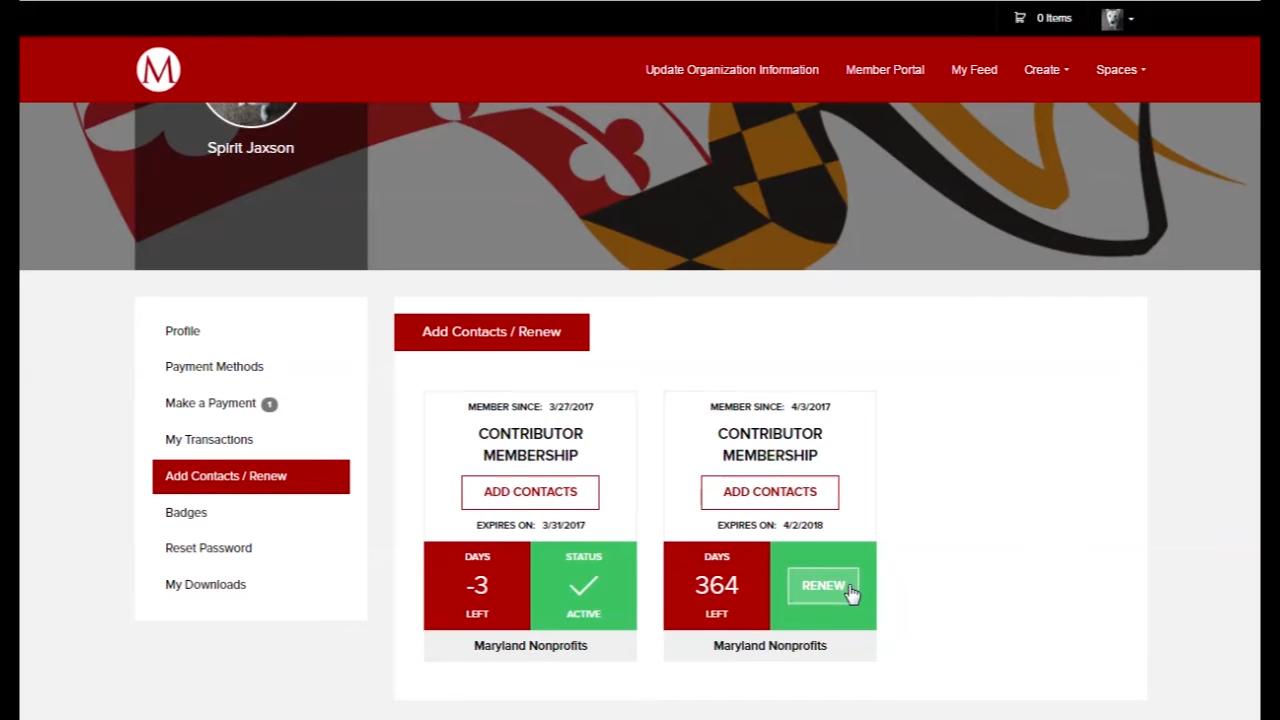 0 Items
M
Update Organization Information
Member Portal
My Feed
Create
Spaces
Spirit Jaxson
Profile
Payment Methods
Make a Payment 1
My Transactions
Add Contacts / Renew
Badges
Reset Password
My Downloads
Add Contacts / Renew
MEMBER SINCE: 3/27/2017
CONTRIBUTOR
MEMBERSHIP
ADD CONTACTS
EXPIRES ON: 3/31/2017
DAYS
-3
LEFT
STATUS
ACTIVE
Maryland Nonprofits
MEMBER SINCE: 4/3/2017
CONTRIBUTOR
MEMBERSHIP
ADD CONTACTS
EXPIRES ON: 4/2/2018
DAYS
364
LEFT
RENEW
Maryland Nonprofits